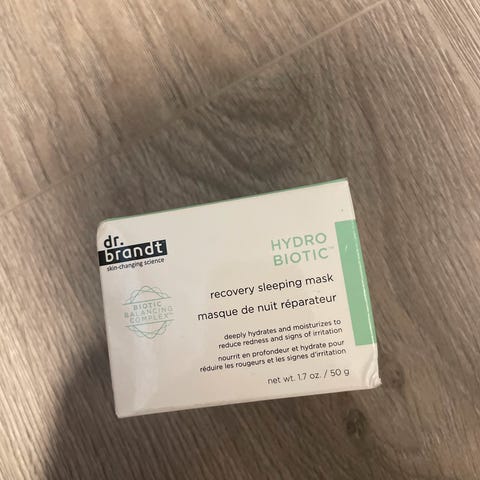 dr.
brandt
skin-changing science
HYDRO
BIOTIC™
recovery sleeping mask
masque de nuit réparateur
BIOTIC
BALANCING
COMPLEX™
deeply hydrates and moisturizes to
reduce redness and signs of irritation
nourrit en profondeur et hydrate pour
réduire les rougeurs et les signes d'irritation
net wt. 1.7 oz. / 50 g